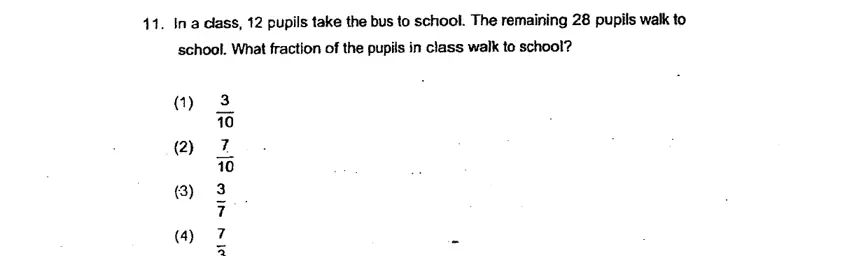 11. In a class, 12 pupils take the bus to school. The remaining 28 pupils walk to
school. What fraction of the pupils in class walk to school?
(1) 3/10
(2) 7/10
(3) 3/7
(4) 7/3